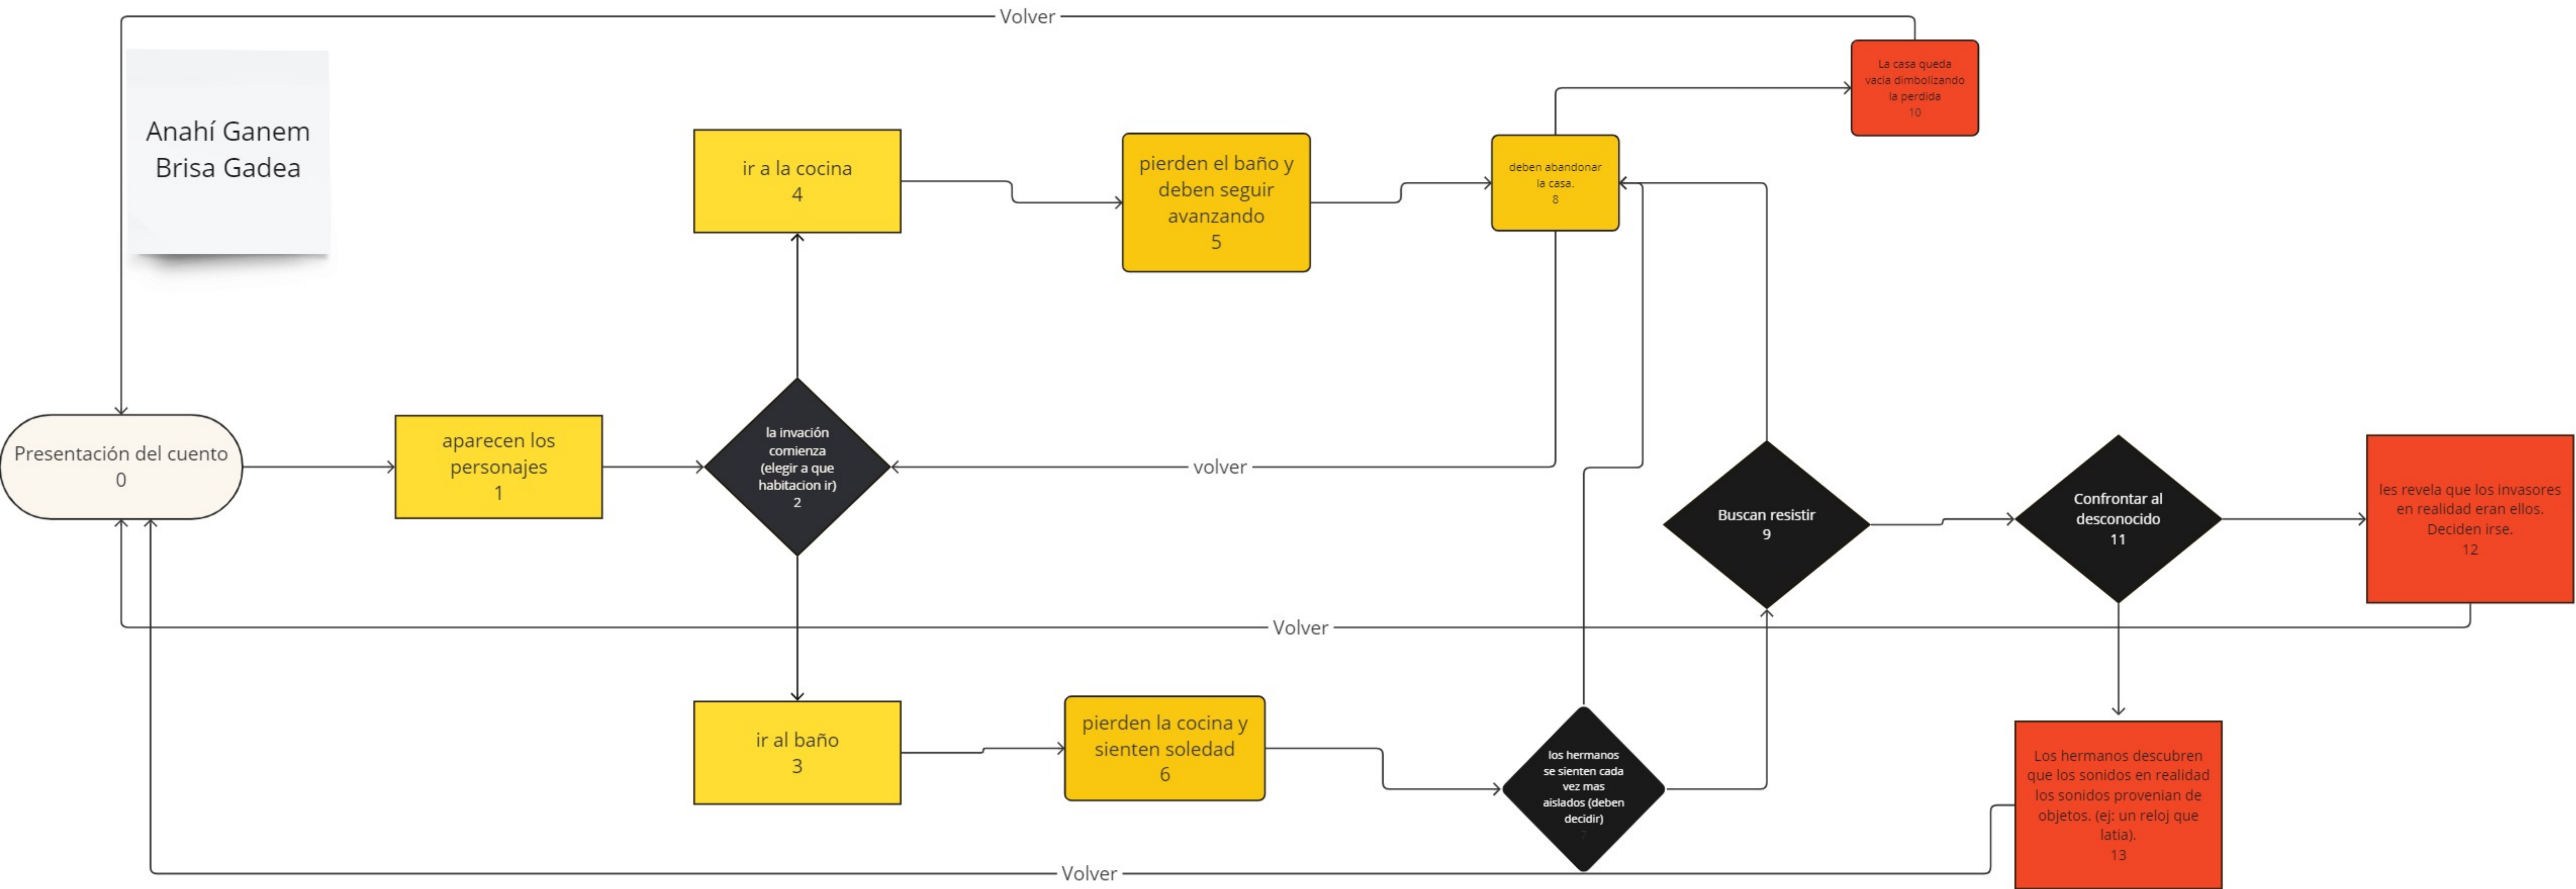 Volver
Anahí Ganem
Brisa Gadea
La casa queda
vacia dimbolizando
la perdida
10
ir a la cocina
4
pierden el baño y
deben seguir
avanzando
5
deben abandonar
la casa.
8
Presentación del cuento
0
aparecen los
personajes
1
la invación
comienza
(elegir a que
habitacion ir)
2
volver
Buscan resistir
9
Confrontar al
desconocido
11
les revela que los invasores
en realidad eran ellos.
Deciden irse.
12
Volver
ir al baño
3
pierden la cocina y
sienten soledad
6
los hermanos
se sienten cada
vez mas
aislados (deben
decidir)
7
Los hermanos descubren
que los sonidos en realidad
los sonidos provenian de
objetos. (ej: un reloj que
latia).
13
Volver